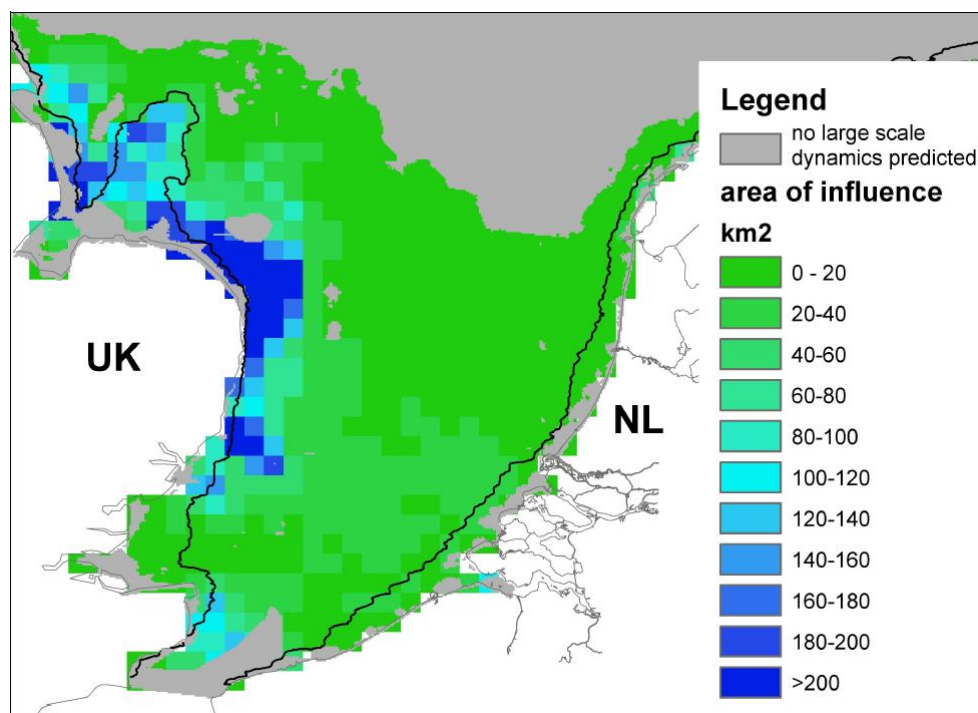 UK
NL
Legend
no large scale
dynamics predicted
area of influence
km2
0 - 20
20-40
40-60
60-80
80-100
100-120
120-140
140-160
160-180
180-200
>200